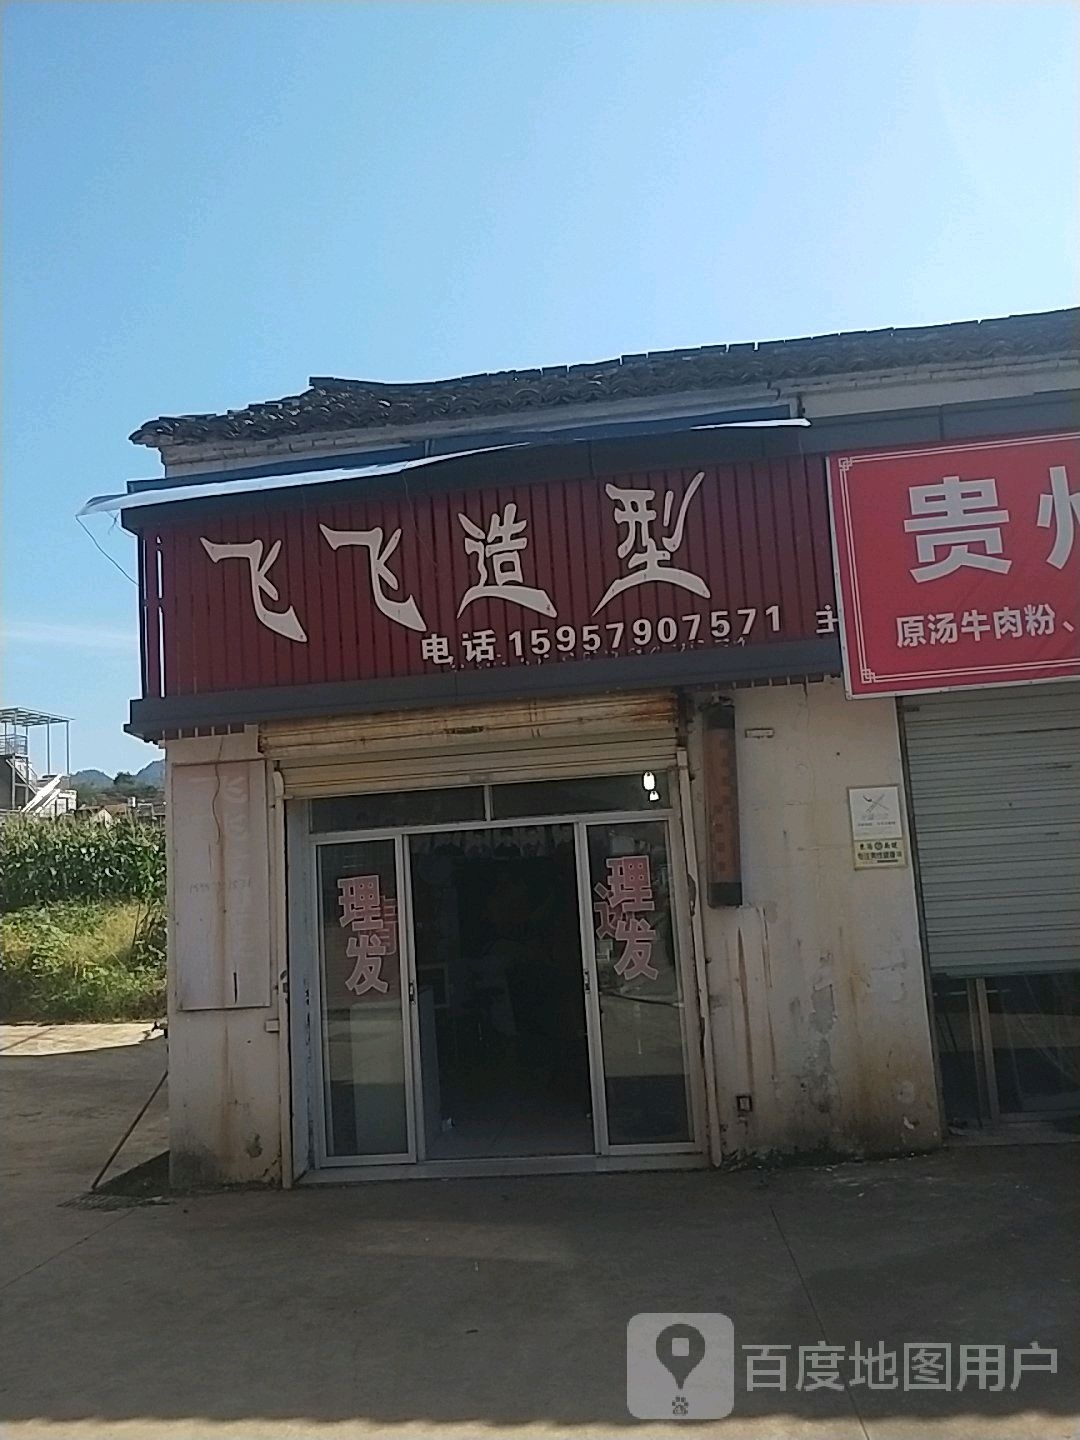 飞飞造型
电话15957907571
贵
原汤牛肉粉、
理发
理发
请
百度地图用户